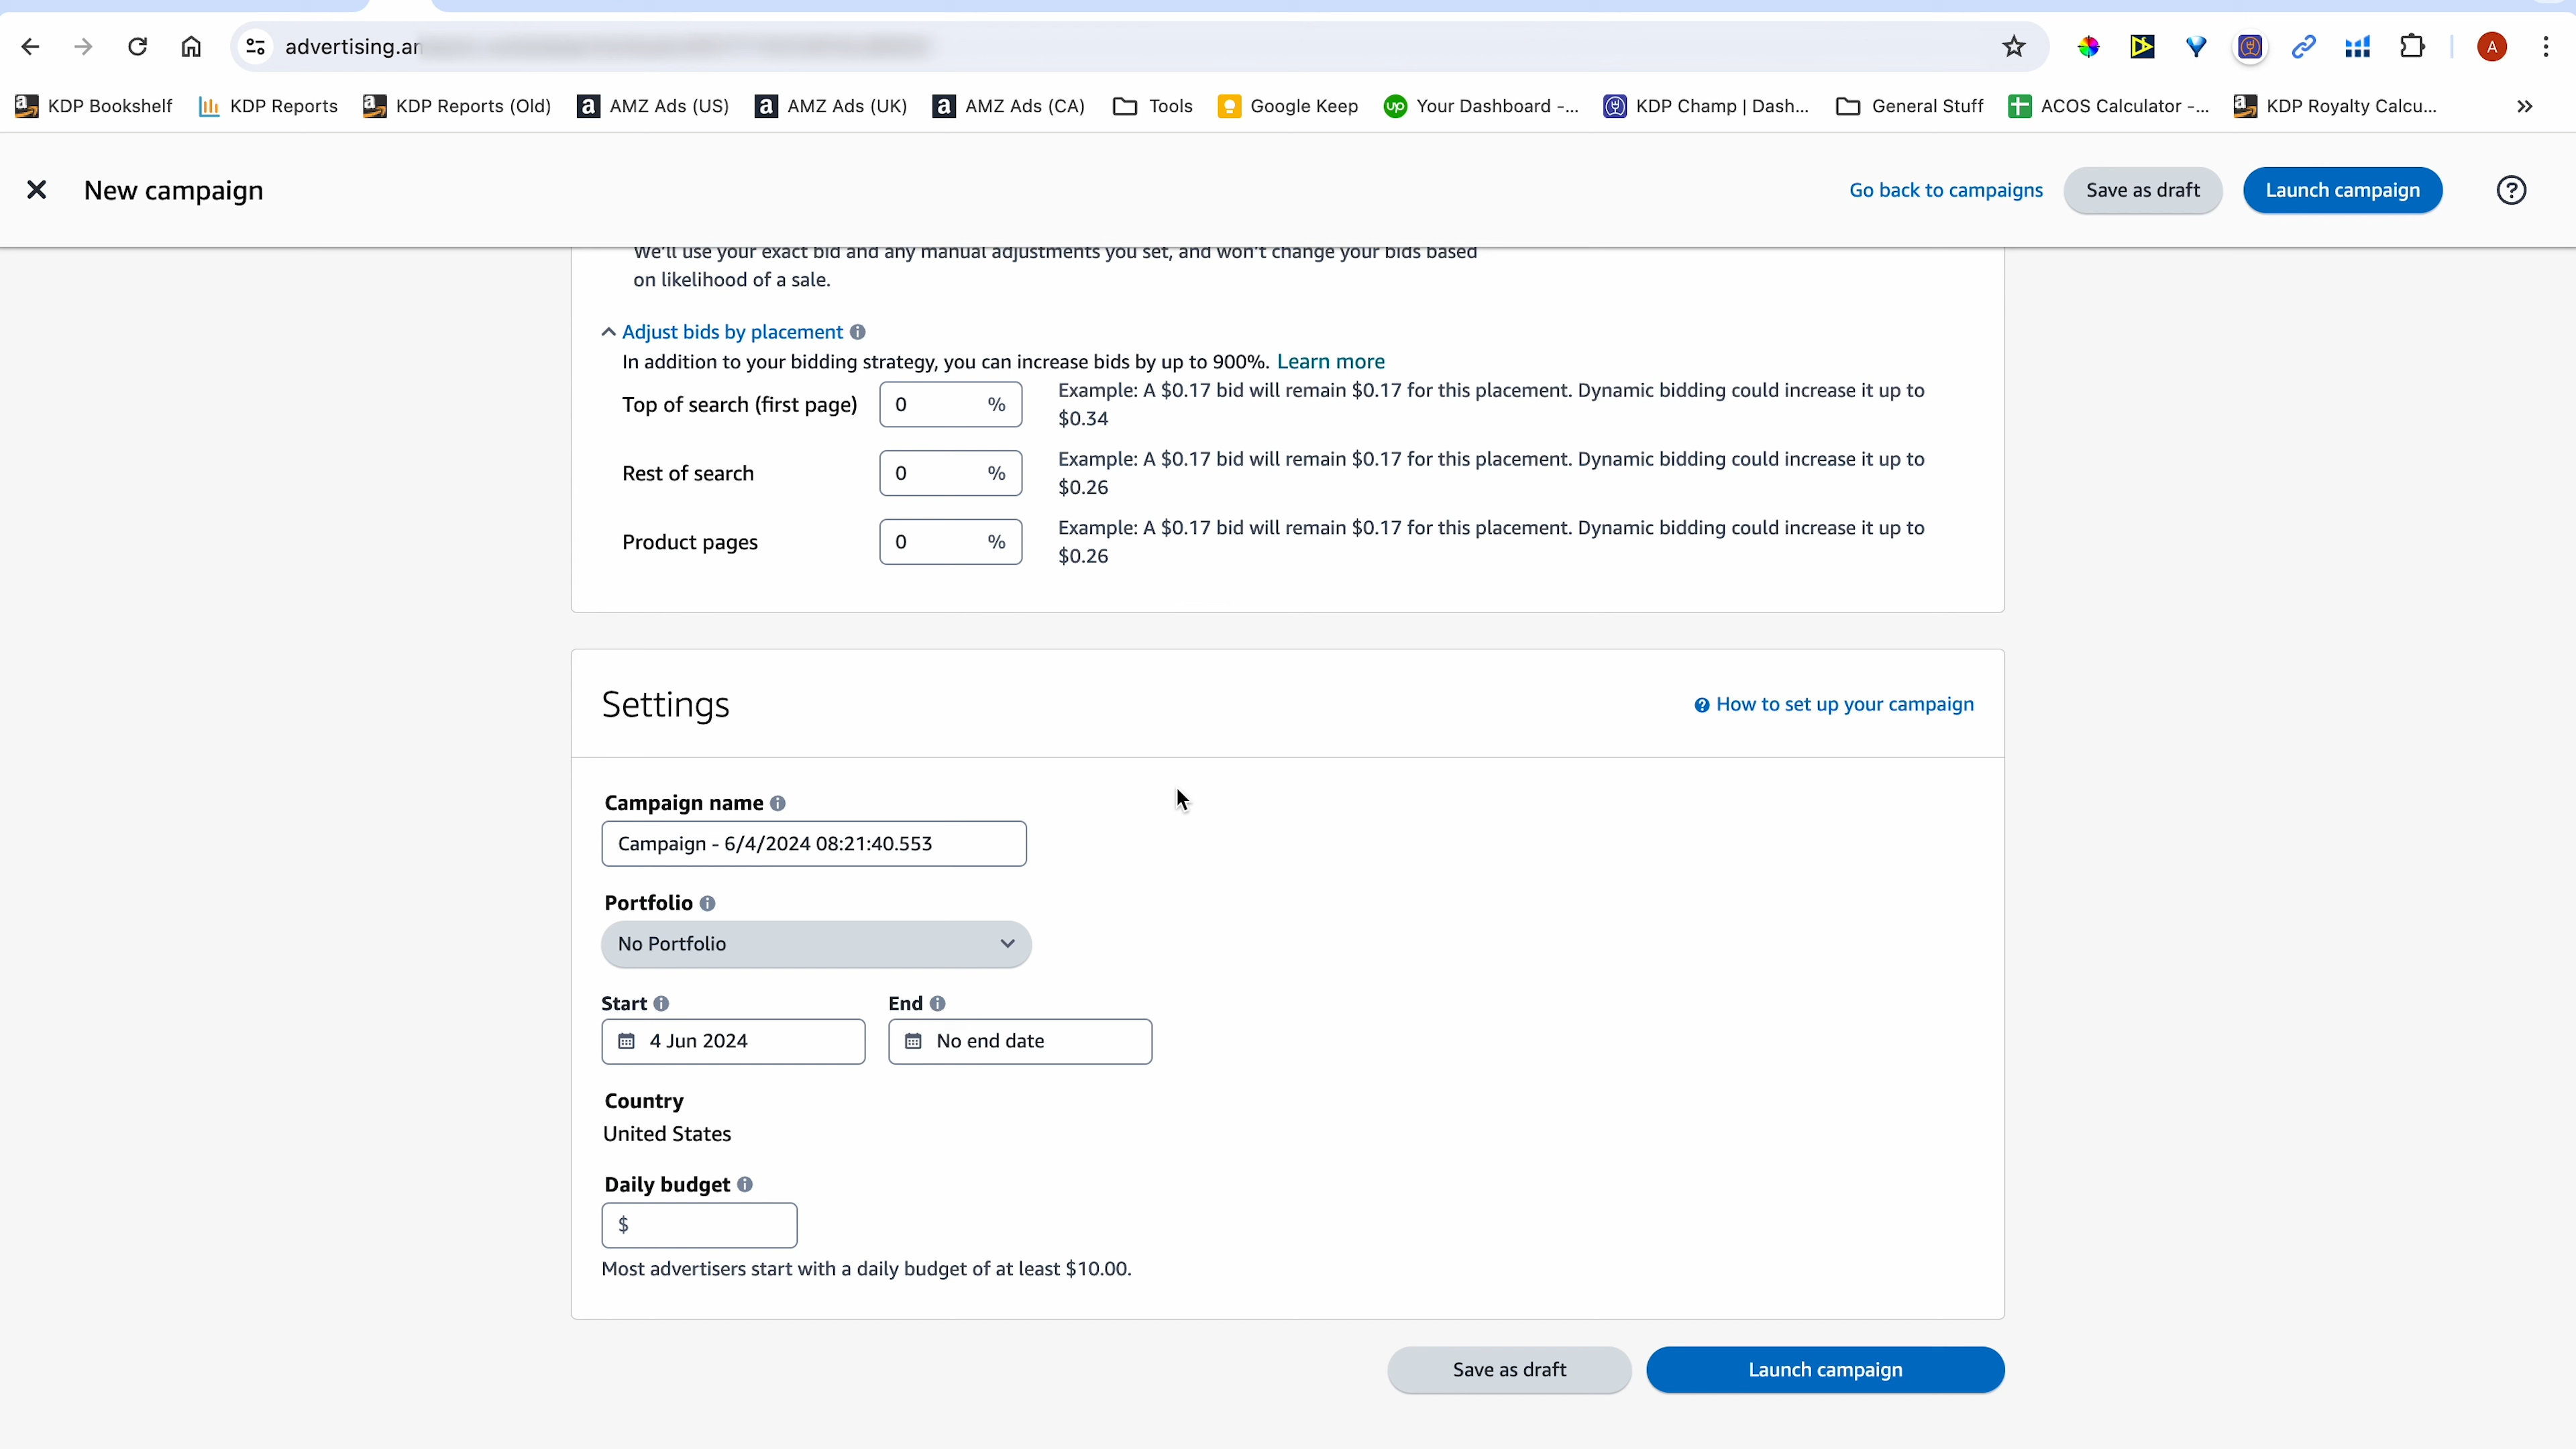 advertising.am
KDP Bookshelf
KDP Reports
KDP Reports (Old)
AMZ Ads (US)
AMZ Ads (UK)
AMZ Ads (CA)
Tools
Google Keep
up
Your Dashboard -...
KDP Champ | Dash...
General Stuff
ACOS Calculator -...
KDP Royalty Calcu...
A
New campaign
Go back to campaigns
Save as draft
Launch campaign
We'll use your exact bid and any manual adjustments you set, and won't change your bids based
on likelihood of a sale.
Adjust bids by placement
In addition to your bidding strategy, you can increase bids by up to 900%. Learn more
Top of search (first page) 0 % Example: A $0.17 bid will remain $0.17 for this placement. Dynamic bidding could increase it up to
$0.34
Rest of search 0 % Example: A $0.17 bid will remain $0.17 for this placement. Dynamic bidding could increase it up to
$0.26
Product pages 0 % Example: A $0.17 bid will remain $0.17 for this placement. Dynamic bidding could increase it up to
$0.26
Settings
How to set up your campaign
Campaign name
Campaign - 6/4/2024 08:21:40.553
Portfolio
No Portfolio
Start End
4 Jun 2024 No end date
Country
United States
Daily budget
$
Most advertisers start with a daily budget of at least $10.00.
Save as draft
Launch campaign